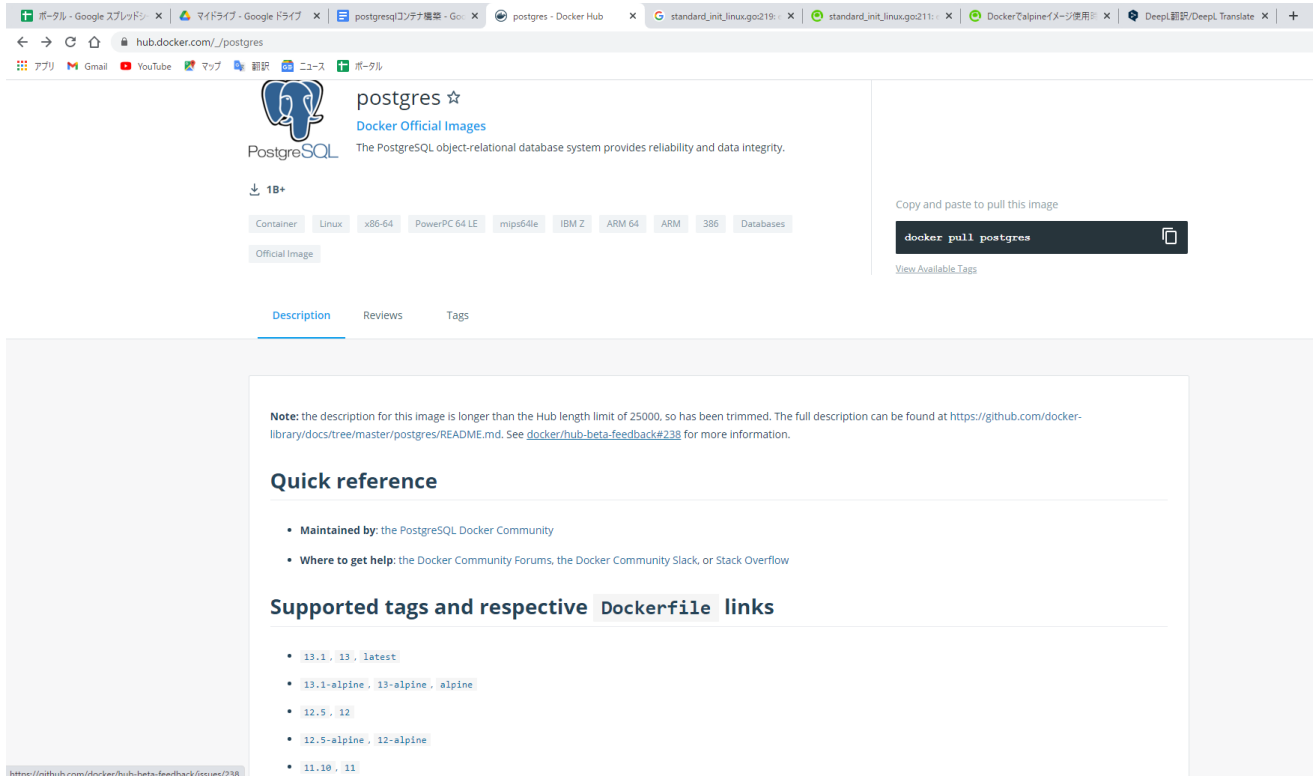 ポータル - Google スプレッドシ
マイドライブ - Google ドライブ
postgresqlコンテナ構築 - Goo
postgres - Docker Hub
standard_init_linux.go:219: e
standard_init_linux.go:211: e
Dockerでalpineイメージ使用時
DeepL翻訳/DeepL Translate
hub.docker.com/_/postgres
アプリ
Gmail
YouTube
マップ
翻訳
ニュース
ポータル
postgres
Docker Official Images
PostgreSQL
The PostgreSQL object-relational database system provides reliability and data integrity.
1B+
Container
Linux
x86-64
PowerPC 64 LE
mips64le
IBM Z
ARM 64
ARM
386
Databases
Official Image
Copy and paste to pull this image
docker pull postgres
View Available Tags
Description
Reviews
Tags
Note: the description for this image is longer than the Hub length limit of 25000, so has been trimmed. The full description can be found at https://github.com/docker-
library/docs/tree/master/postgres/README.md. See docker/hub-beta-feedback#238 for more information.
Quick reference
• Maintained by: the PostgreSQL Docker Community
• Where to get help: the Docker Community Forums, the Docker Community Slack, or Stack Overflow
Supported tags and respective Dockerfile links
• 13.1, 13, latest
• 13.1-alpine, 13-alpine, alpine
• 12.5, 12
• 12.5-alpine, 12-alpine
• 11.10, 11
https://github.com/docker/hub-beta-feedback/issues/238